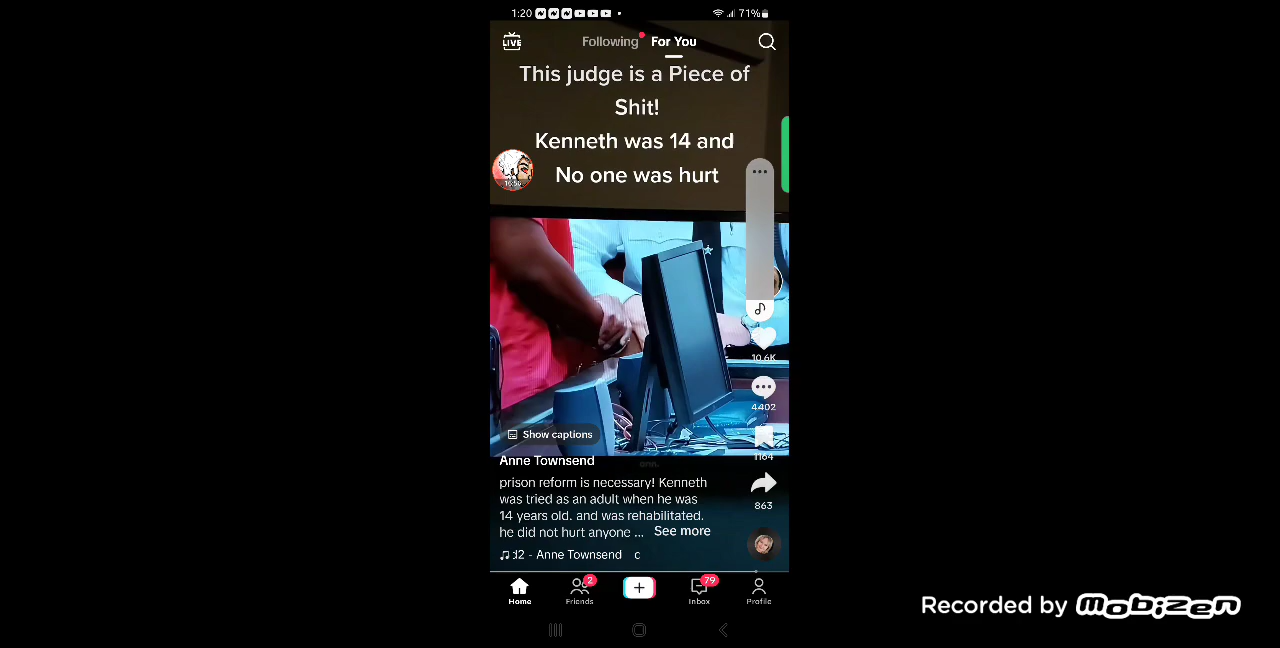 1:20
71%
LIVE
Following
For You
This judge is a Piece of
Shit!
Kenneth was 14 and
No one was hurt
10.6K
4402
Show captions
1164
Anne Townsend
prison reform is necessary! Kenneth
was tried as an adult when he was
14 years old. and was rehabilitated.
he did not hurt anyone ... See more
863
d2 - Anne Townsend c
2
79
Home
Friends
Inbox
Profile
Recorded by MOBIZEN